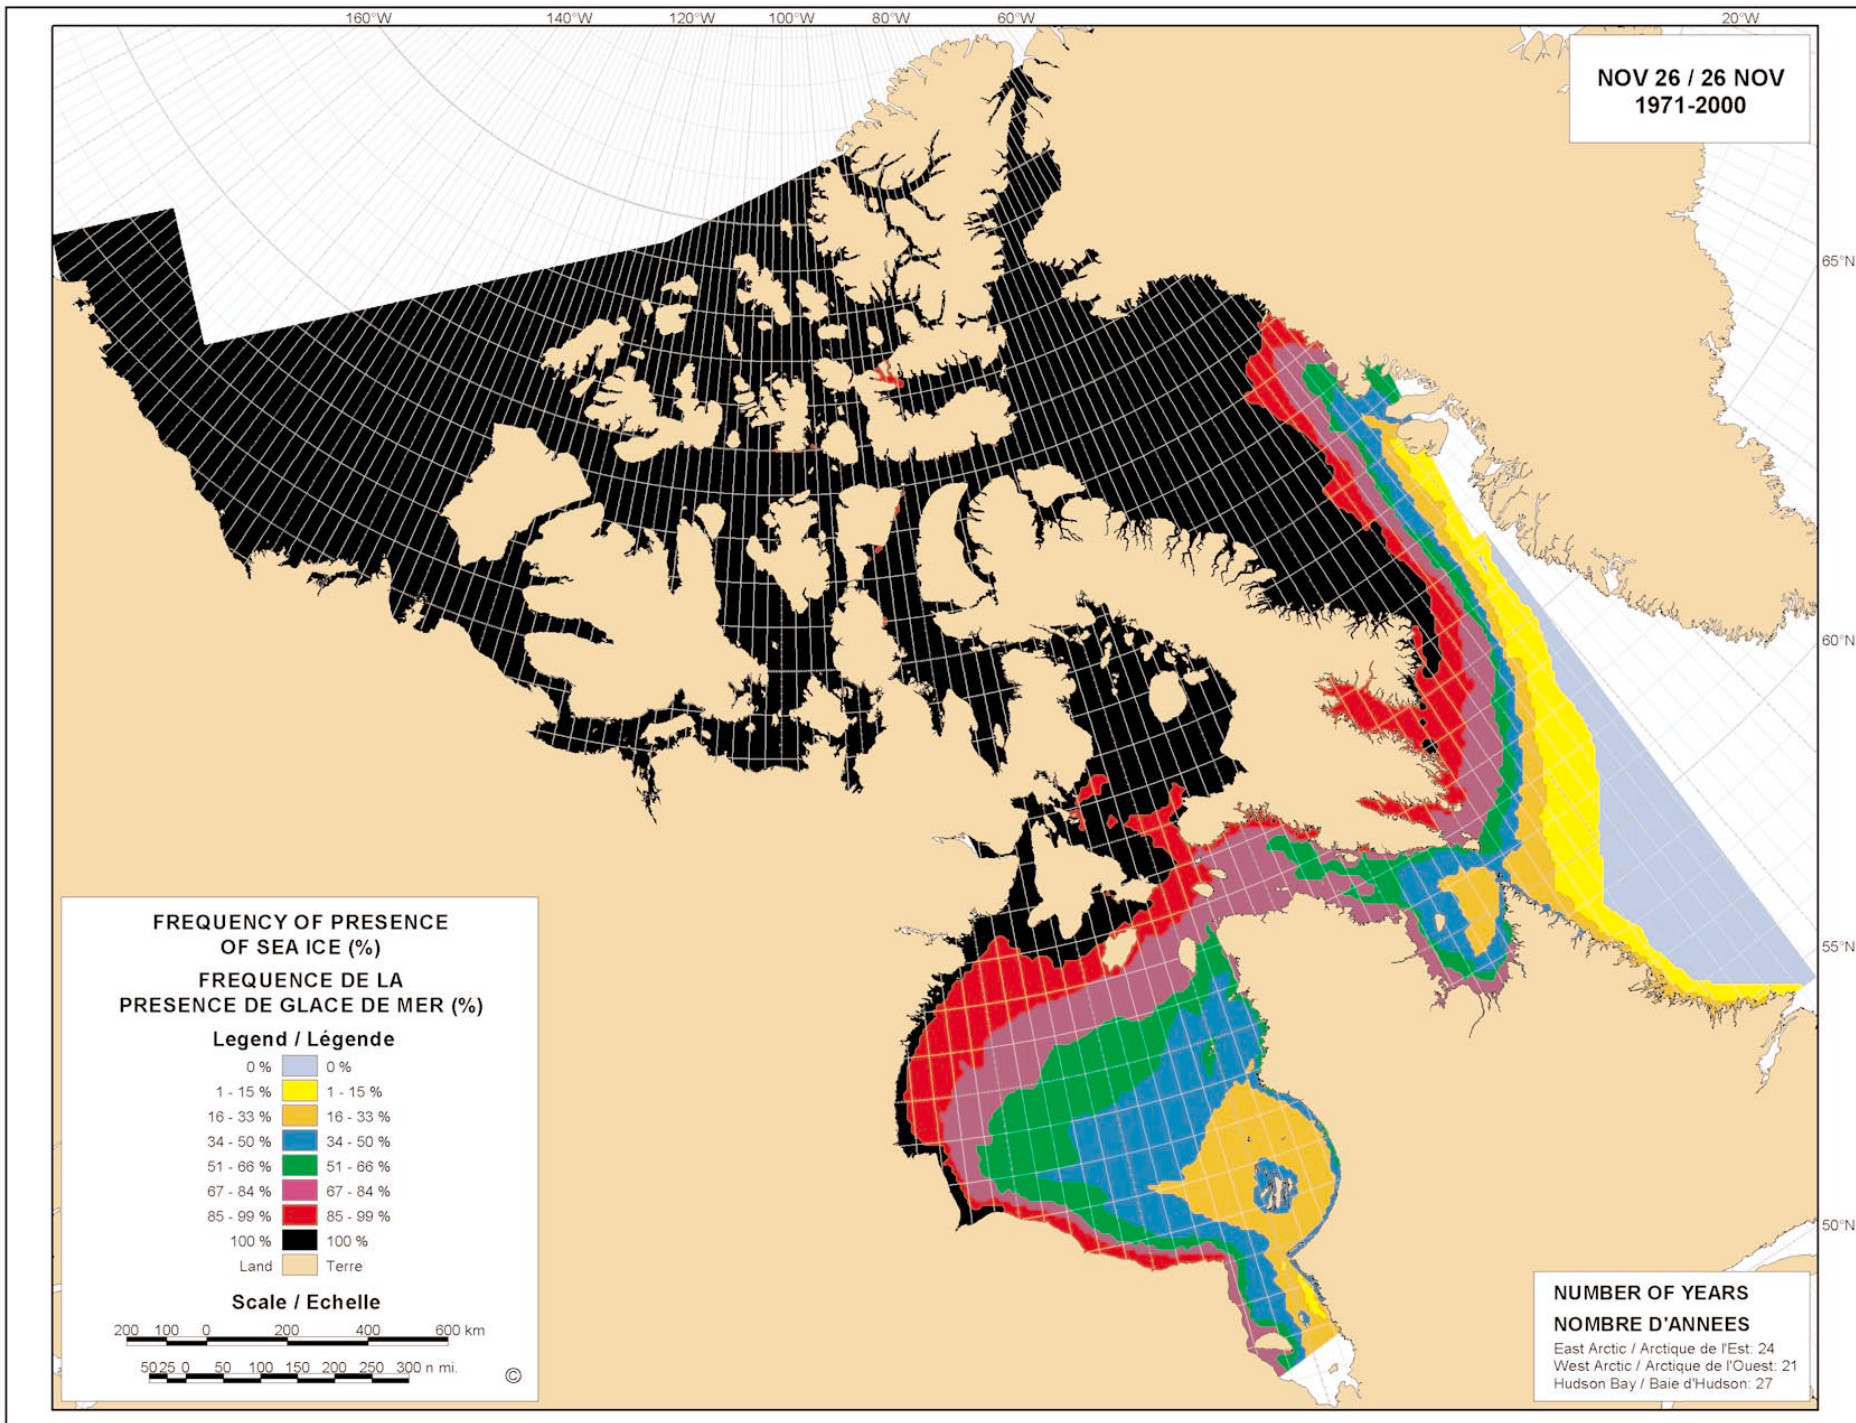 160°W 140°W 120°W 100°W 80°W 60°W 20°W
NOV 26 / 26 NOV
1971-2000
65°N
60°N
55°N
50°N
FREQUENCY OF PRESENCE
OF SEA ICE (%)
FREQUENCE DE LA
PRESENCE DE GLACE DE MER (%)
Legend / Légende
0 % 0 %
1 - 15 % 1 - 15 %
16 - 33 % 16 - 33 %
34 - 50 % 34 - 50 %
51 - 66 % 51 - 66 %
67 - 84 % 67 - 84 %
85 - 99 % 85 - 99 %
100 % 100 %
Land Terre
Scale / Echelle
200 100 0 200 400 600 km
50 25 0 50 100 150 200 250 300 n mi.
©
NUMBER OF YEARS
NOMBRE D'ANNEES
East Arctic / Arctique de l'Est: 24
West Arctic / Arctique de l'Ouest: 21
Hudson Bay / Baie d'Hudson: 27